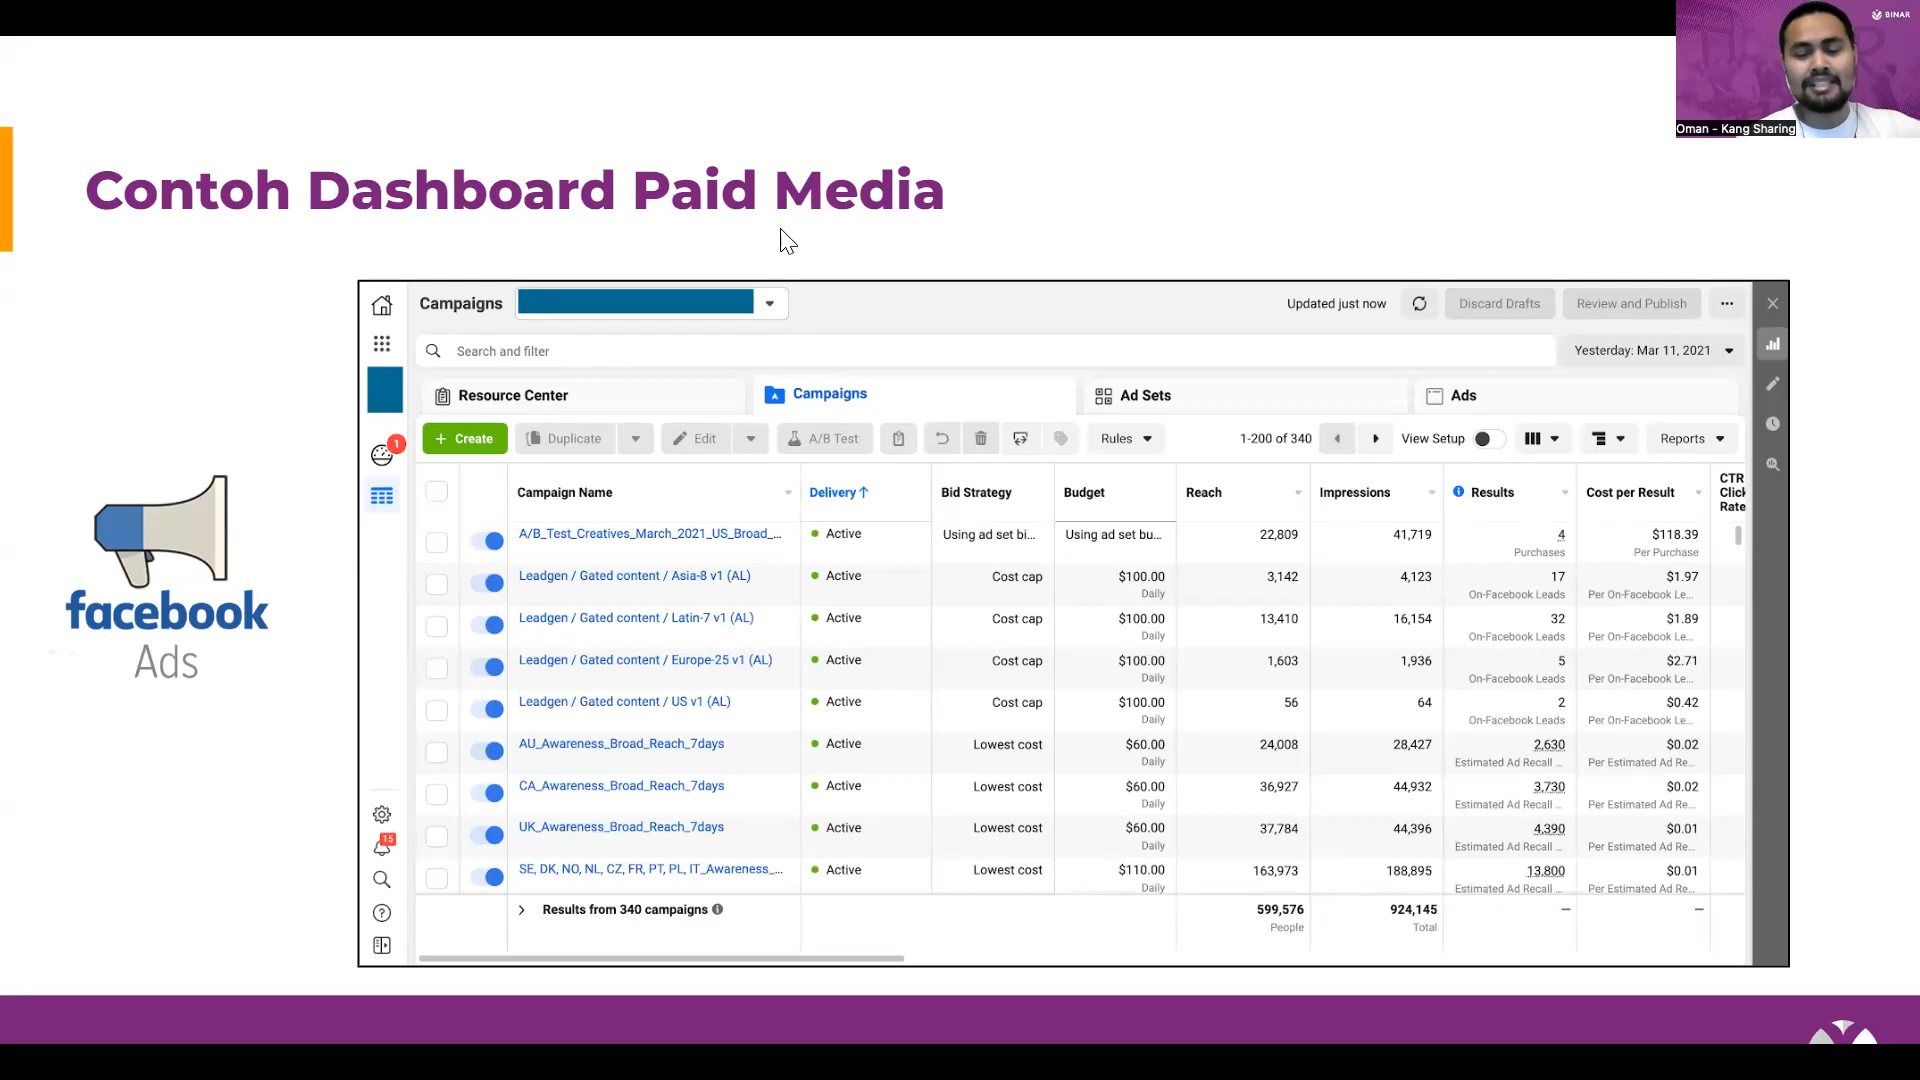 BINAR
Oman - Kang Sharing
Contoh Dashboard Paid Media
facebook
Ads
Campaigns
Updated just now
Discard Drafts
Review and Publish
Search and filter
Yesterday: Mar 11, 2021
Resource Center
Campaigns
Ad Sets
Ads
+ Create
Duplicate
Edit
A/B Test
Rules
1-200 of 340
View Setup
Reports
1
15
Campaign Name Delivery↑ Bid Strategy Budget Reach Impressions Results Cost per Result CTR
Click
Rate
A/B_Test_Creatives_March_2021_US_Broad_... Active Using ad set bi... Using ad set bu... 22,809 41,719 4 $118.39
Purchases Per Purchase
Leadgen / Gated content / Asia-8 v1 (AL) Active Cost cap $100.00 3,142 4,123 17 $1.97
Daily On-Facebook Leads Per On-Facebook Le...
Leadgen / Gated content / Latin-7 v1 (AL) Active Cost cap $100.00 13,410 16,154 32 $1.89
Daily On-Facebook Leads Per On-Facebook Le...
Leadgen / Gated content / Europe-25 v1 (AL) Active Cost cap $100.00 1,603 1,936 5 $2.71
Daily On-Facebook Leads Per On-Facebook Le...
Leadgen / Gated content / US v1 (AL) Active Cost cap $100.00 56 64 2 $0.42
Daily On-Facebook Leads Per On-Facebook Le...
AU_Awareness_Broad_Reach_7days Active Lowest cost $60.00 24,008 28,427 2,630 $0.02
Daily Estimated Ad Recall ... Per Estimated Ad Re...
CA_Awareness_Broad_Reach_7days Active Lowest cost $60.00 36,927 44,932 3,730 $0.02
Daily Estimated Ad Recall ... Per Estimated Ad Re...
UK_Awareness_Broad_Reach_7days Active Lowest cost $60.00 37,784 44,396 4,390 $0.01
Daily Estimated Ad Recall ... Per Estimated Ad Re...
SE, DK, NO, NL, CZ, FR, PT, PL, IT_Awareness_... Active Lowest cost $110.00 163,973 188,895 13,800 $0.01
Daily Estimated Ad Recall ... Per Estimated Ad Re...
Results from 340 campaigns 599,576 924,145 — —
People Total